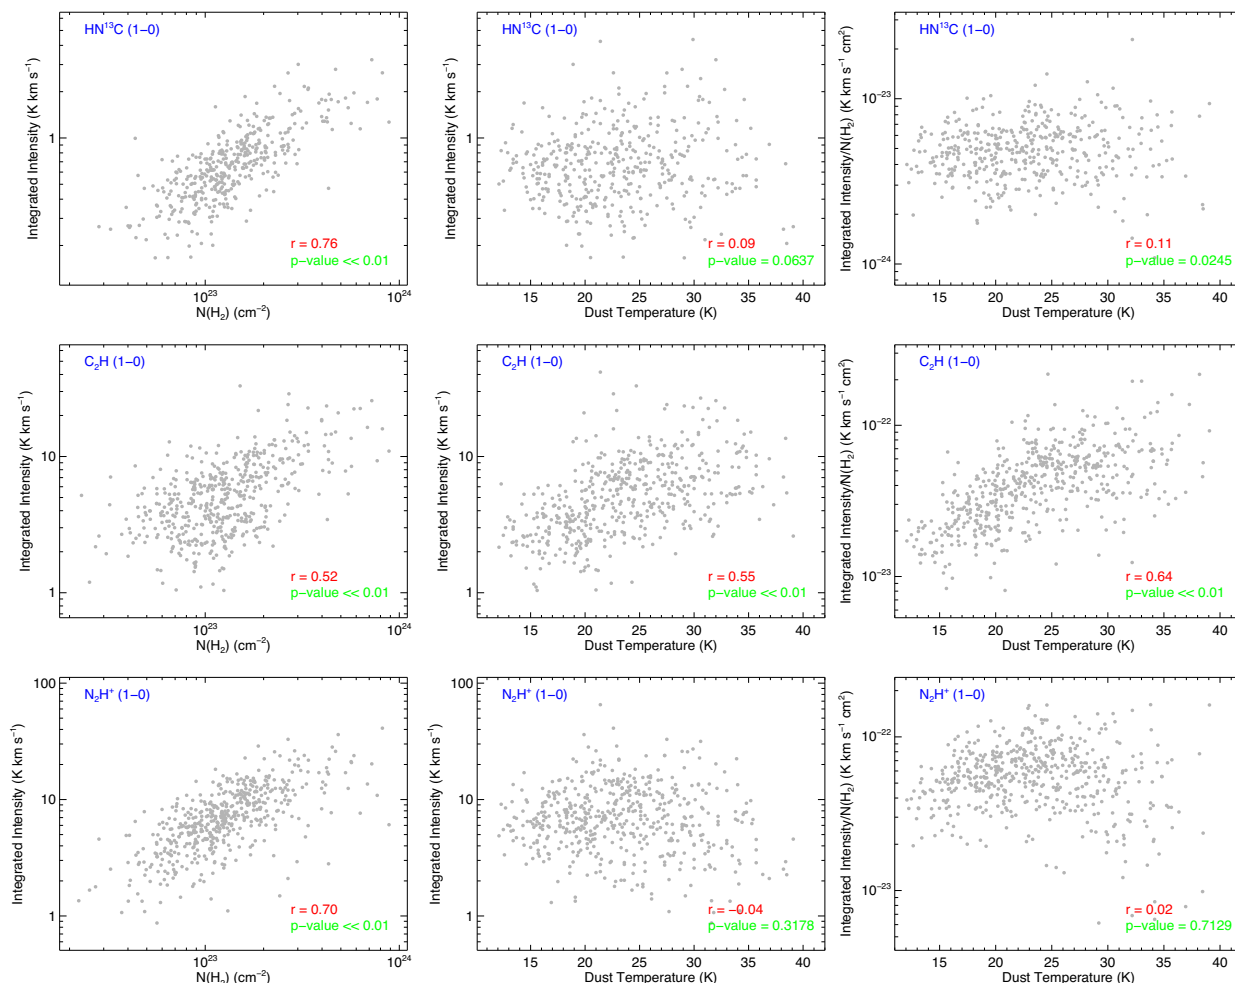 HN¹³C (1−0)
Integrated Intensity (K km s⁻¹)
1
r = 0.76
p−value << 0.01
10²³ 10²⁴
N(H₂) (cm⁻²)
HN¹³C (1−0)
Integrated Intensity (K km s⁻¹)
1
r = 0.09
p−value = 0.0637
15 20 25 30 35 40
Dust Temperature (K)
HN¹³C (1−0)
Integrated Intensity/N(H₂) (K km s⁻¹ cm²)
10⁻²³
10⁻²⁴
r = 0.11
p−value = 0.0245
15 20 25 30 35 40
Dust Temperature (K)
C₂H (1−0)
Integrated Intensity (K km s⁻¹)
10
1
r = 0.52
p−value << 0.01
10²³ 10²⁴
N(H₂) (cm⁻²)
C₂H (1−0)
Integrated Intensity (K km s⁻¹)
10
1
r = 0.55
p−value << 0.01
15 20 25 30 35 40
Dust Temperature (K)
C₂H (1−0)
Integrated Intensity/N(H₂) (K km s⁻¹ cm²)
10⁻²²
10⁻²³
r = 0.64
p−value << 0.01
15 20 25 30 35 40
Dust Temperature (K)
N₂H⁺ (1−0)
Integrated Intensity (K km s⁻¹)
100
10
1
r = 0.70
p−value << 0.01
10²³ 10²⁴
N(H₂) (cm⁻²)
N₂H⁺ (1−0)
Integrated Intensity (K km s⁻¹)
100
10
1
r = −0.04
p−value = 0.3178
15 20 25 30 35 40
Dust Temperature (K)
N₂H⁺ (1−0)
Integrated Intensity/N(H₂) (K km s⁻¹ cm²)
10⁻²²
10⁻²³
r = 0.02
p−value = 0.7129
15 20 25 30 35 40
Dust Temperature (K)